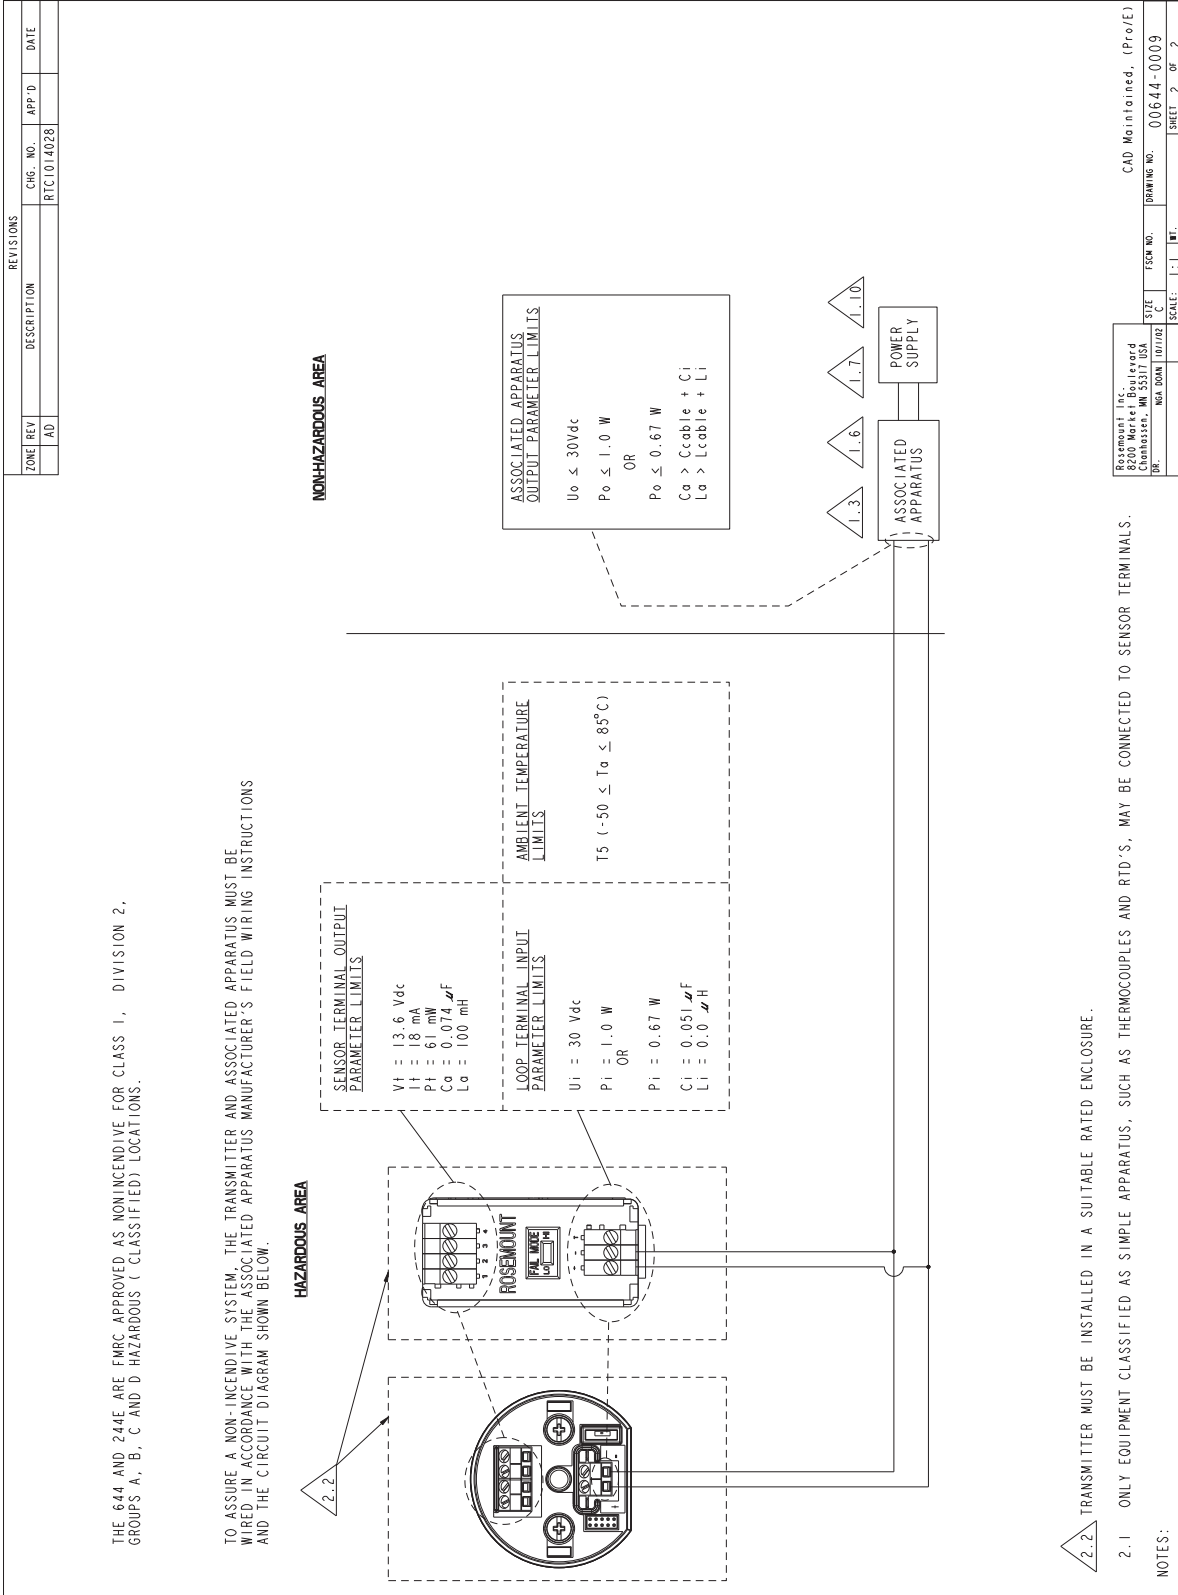 REVISIONS
ZONE REV DESCRIPTION CHG. NO. APP'D DATE
AD RTC1014028
THE 644 AND 244E ARE FMRC APPROVED AS NONINCENDIVE FOR CLASS I, DIVISION 2,
GROUPS A, B, C AND D HAZARDOUS ( CLASSIFIED) LOCATIONS.
TO ASSURE A NON-INCENDIVE SYSTEM, THE TRANSMITTER AND ASSOCIATED APPARATUS MUST BE
WIRED IN ACCORDANCE WITH THE ASSOCIATED APPARATUS MANUFACTURER'S FIELD WIRING INSTRUCTIONS
AND THE CIRCUIT DIAGRAM SHOWN BELOW.
HAZARDOUS AREA
NON-HAZARDOUS AREA
2.2
SENSOR TERMINAL OUTPUT
PARAMETER LIMITS
Vt = 13.6 Vdc
It = 18 mA
Pt = 61 mW
Ca = 0.074 µF
La = 100 mH
LOOP TERMINAL INPUT
PARAMETER LIMITS
Ui = 30 Vdc
Pi = 1.0 W
OR
Pi = 0.67 W
Ci = 0.051 µF
Li = 0.0 µH
AMBIENT TEMPERATURE
LIMITS
T5 (-50 ≤ Ta ≤ 85°C)
ASSOCIATED APPARATUS
OUTPUT PARAMETER LIMITS
Uo ≤ 30Vdc
Po ≤ 1.0 W
OR
Po ≤ 0.67 W
Ca > Ccable + Ci
La > Lcable + Li
1 2 3 4
ROSEMOUNT
FAIL MODE
LO HI
+ - T
+ -
1.3
1.6
1.7
1.10
ASSOCIATED
APPARATUS
POWER
SUPPLY
2.2 TRANSMITTER MUST BE INSTALLED IN A SUITABLE RATED ENCLOSURE.
2.1 ONLY EQUIPMENT CLASSIFIED AS SIMPLE APPARATUS, SUCH AS THERMOCOUPLES AND RTD'S, MAY BE CONNECTED TO SENSOR TERMINALS.
NOTES:
CAD Maintained, (Pro/E)
Rosemount Inc.
8200 Market Boulevard
Chanhassen, MN 55317 USA
DR. NGA DOAN 10/1/02
SIZE FSCM NO. DRAWING NO.
C 00644-0009
SCALE: 1:1 WT. SHEET 2 OF 2